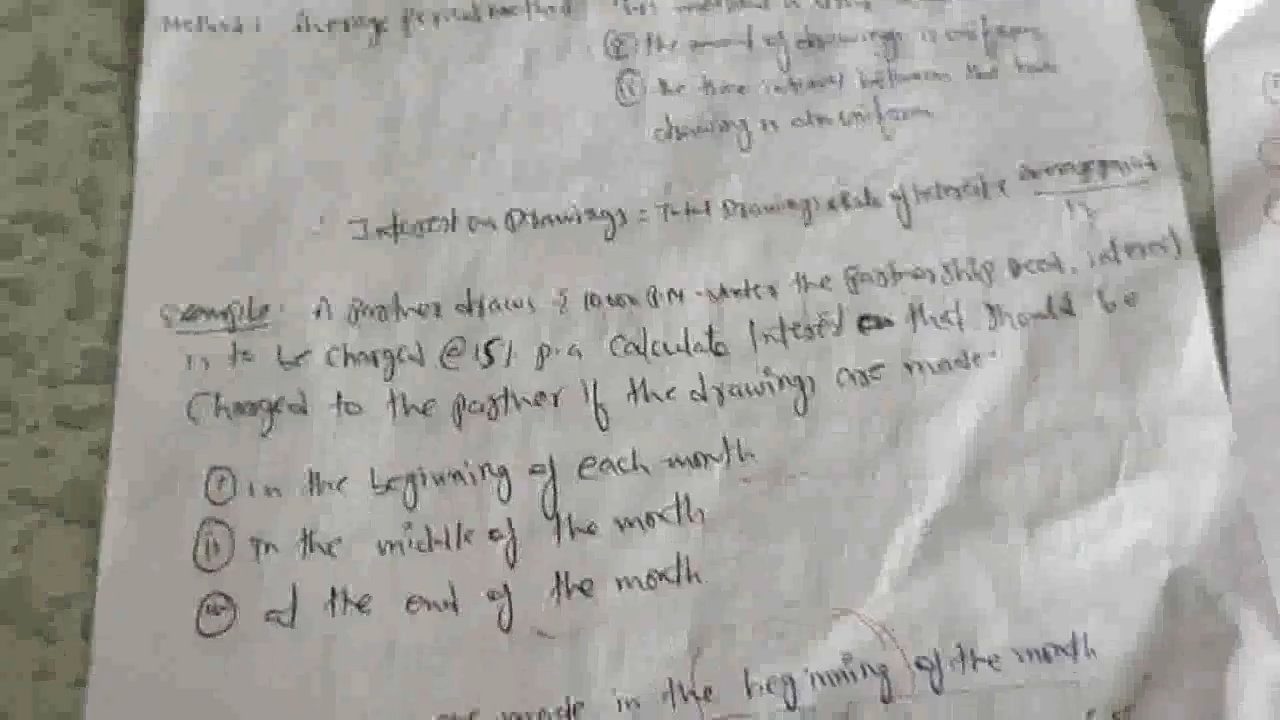 Method: Average Period method
(i) the amount of drawings is uniform
(ii) the time interval between the two
drawing is also uniform
∴ Interest on Drawings = Total Drawings x Rate of interest x Average period
12
Example: A partner draws ₹ 10000 P.M. under the partnership Deed, interest
is to be charged @ 15% p.a Calculate Interest that should be
Charged to the partner if the drawings are made
(i) in the beginning of each month
(ii) In the middle of the month
(iii) at the end of the month
made in the beginning of the month